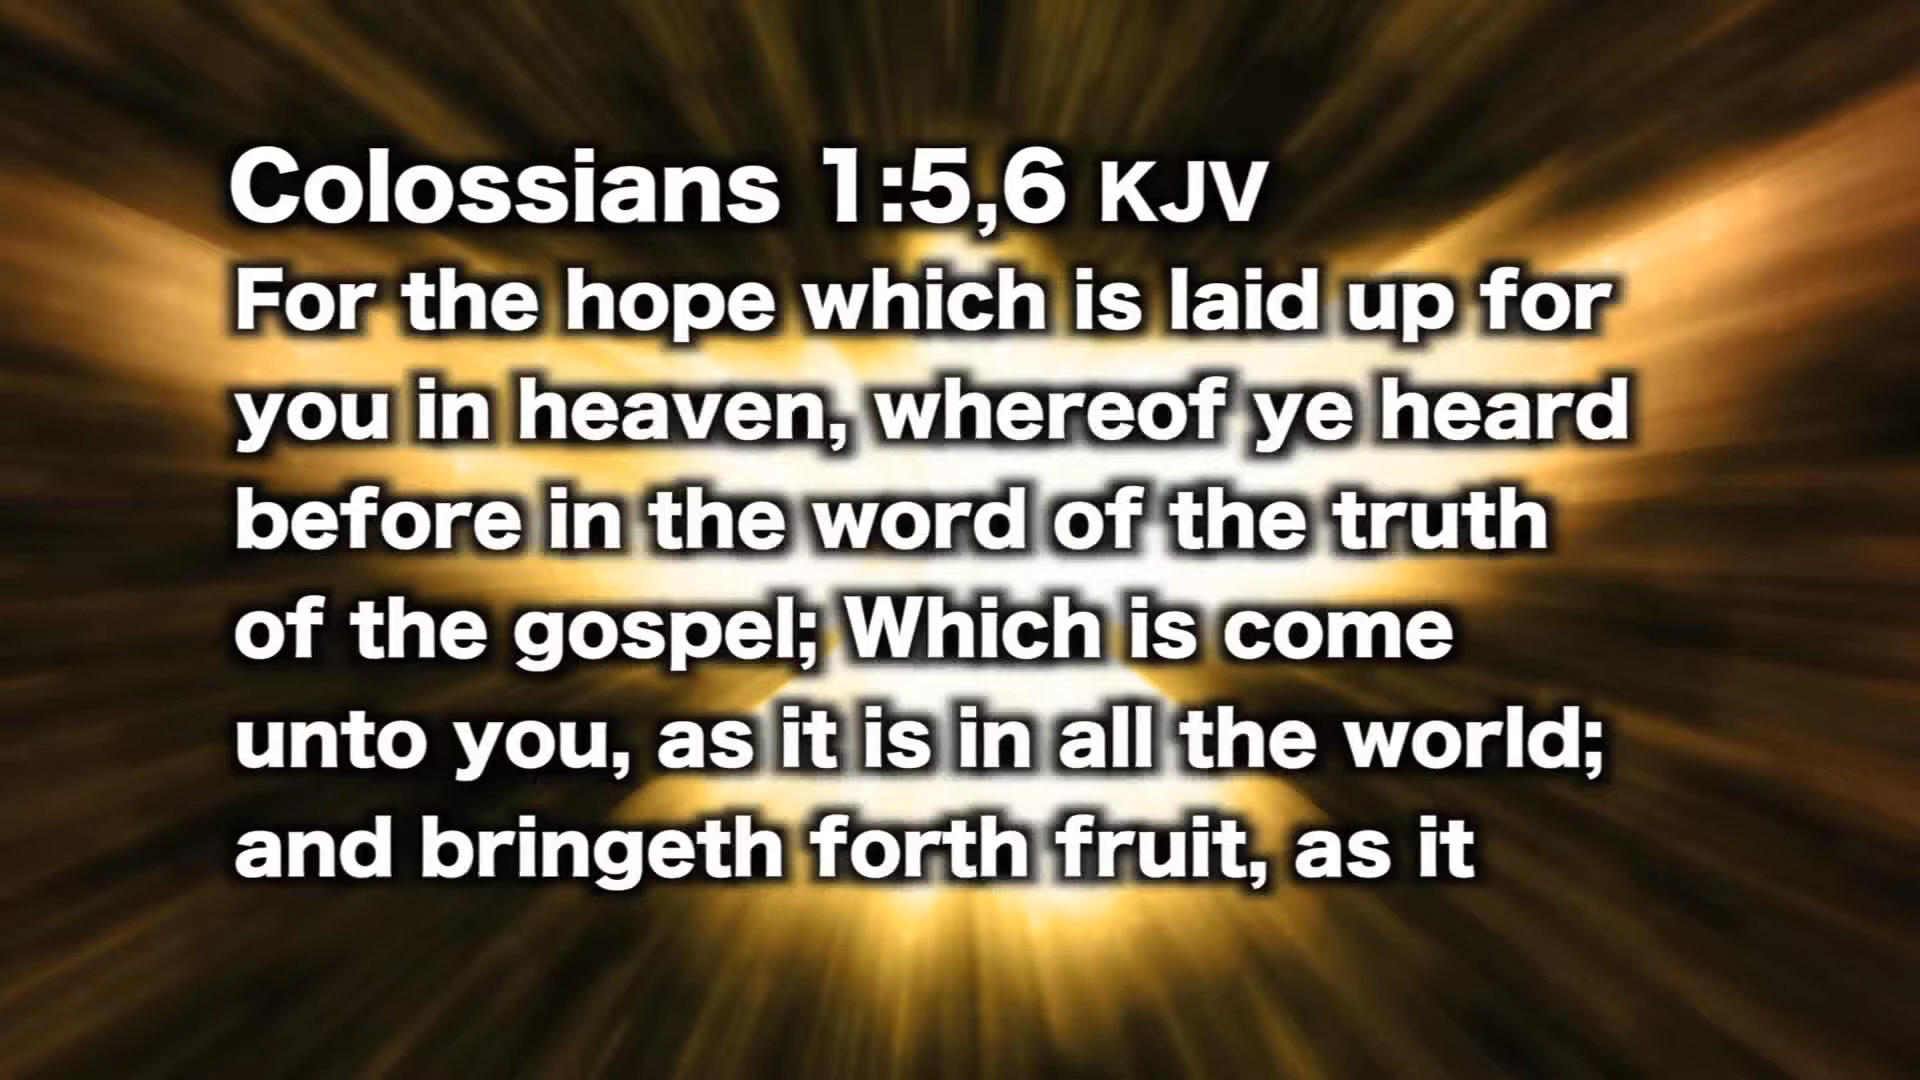 Colossians 1:5,6 KJV
For the hope which is laid up for
you in heaven, whereof ye heard
before in the word of the truth
of the gospel; Which is come
unto you, as it is in all the world;
and bringeth forth fruit, as it